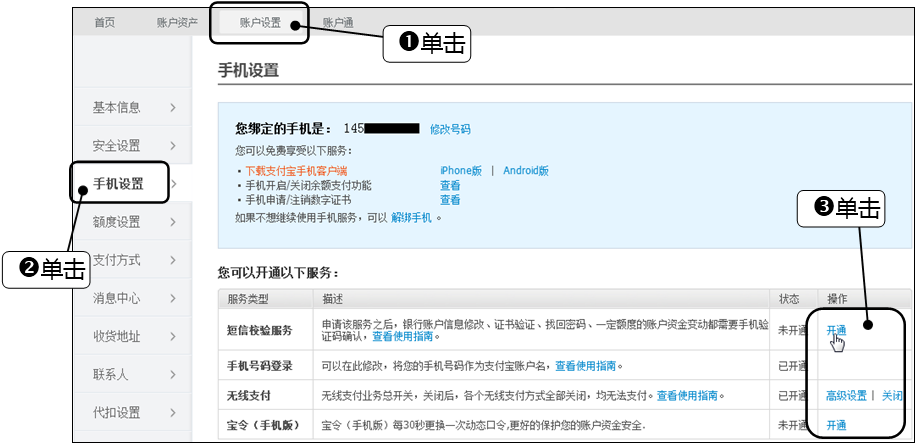 首页 账户资产 账户设置 账户通
❶单击
手机设置
基本信息
安全设置
手机设置
额度设置
支付方式
消息中心
收货地址
联系人
代扣设置
❷单击
您绑定的手机是： 145 修改号码
您可以免费享受以下服务：
• 下载支付宝手机客户端 iPhone版 | Android版
• 手机开启/关闭余额支付功能 查看
• 手机申请/注销数字证书 查看
如果不想继续使用手机服务，可以 解绑手机 。
❸单击
您可以开通以下服务：
服务类型 描述 状态 操作
短信校验服务 申请该服务之后，银行账户信息修改、证书验证、找回密码、一定额度的账户资金变动都需要手机验 未开通 开通
证码确认，查看使用指南。
手机号码登录 可以在此修改，将您的手机号码作为支付宝账户名，查看使用指南。 已开
无线支付 无线支付业务总开关，关闭后，各个无线支付方式全部关闭，均无法支付。查看使用指南。 已开 高级设置 | 关闭
宝令（手机版） 宝令（手机版）每30秒更换一次动态口令,更好的保护您的账户资金安全. 未开 开通